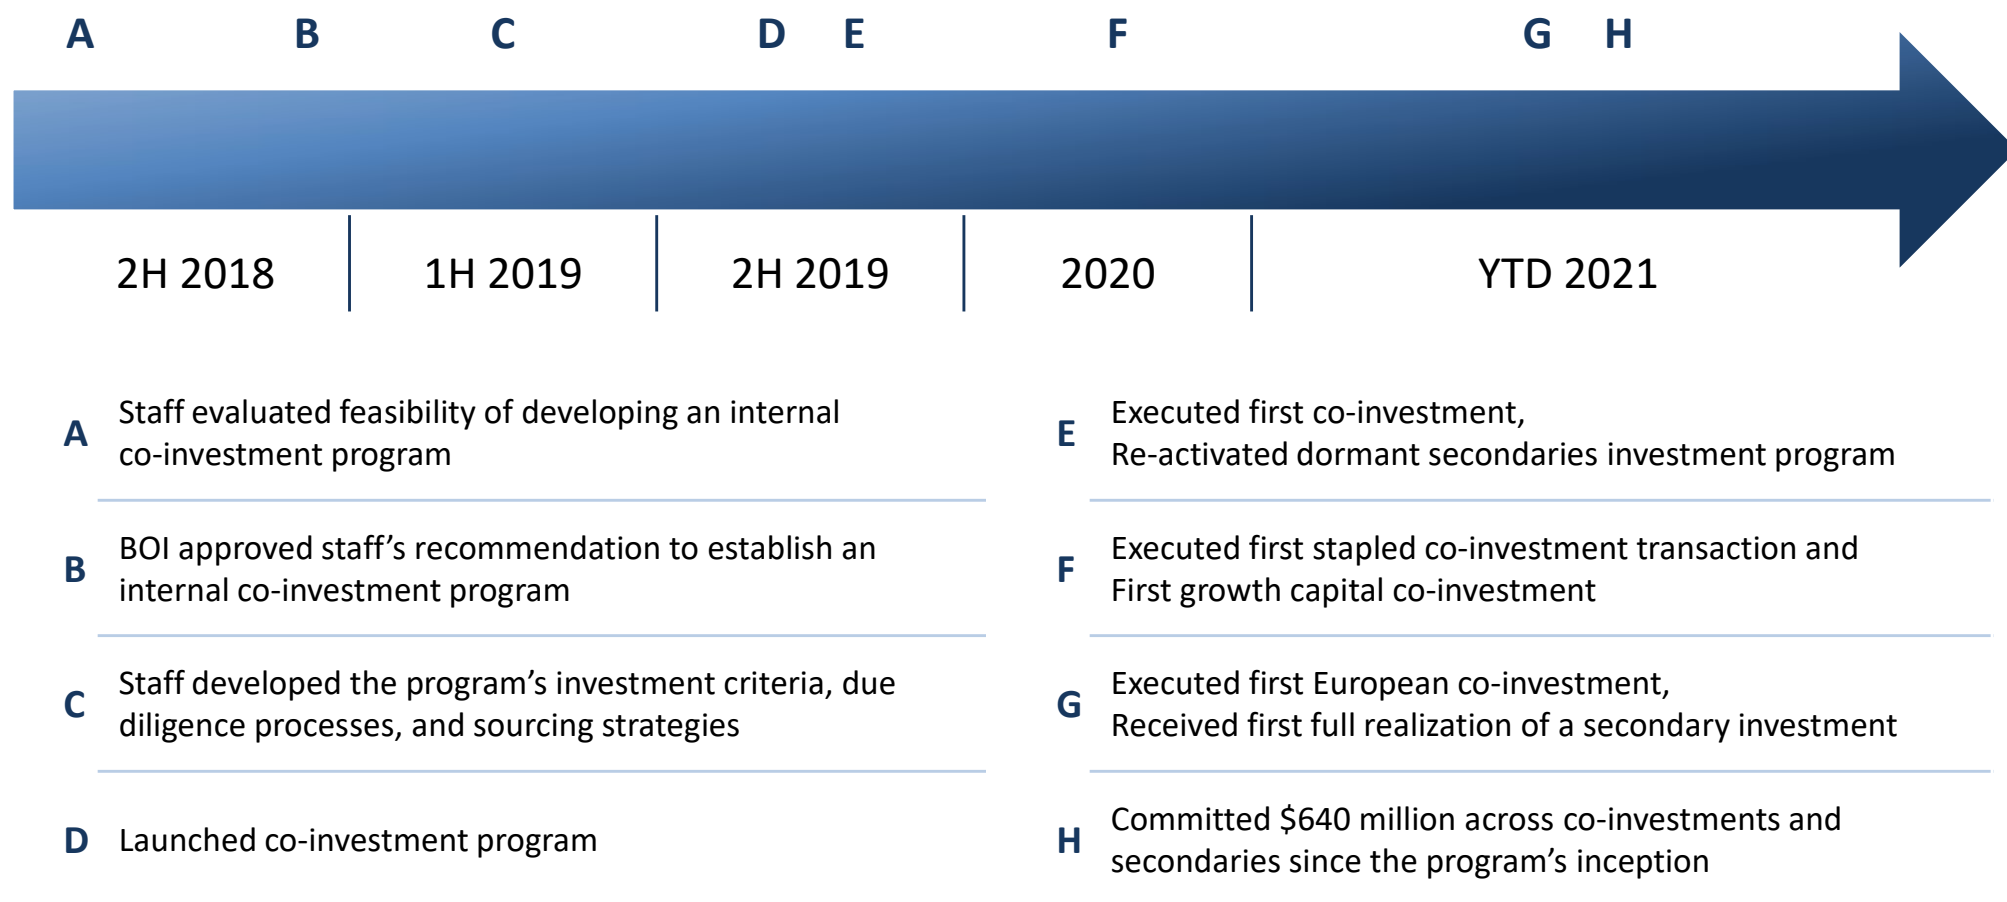 A B C D E F G H
2H 2018 1H 2019 2H 2019 2020 YTD 2021
A
Staff evaluated feasibility of developing an internal
co-investment program
B
BOI approved staff’s recommendation to establish an
internal co-investment program
C
Staff developed the program’s investment criteria, due
diligence processes, and sourcing strategies
D Launched co-investment program
E
Executed first co-investment,
Re-activated dormant secondaries investment program
F
Executed first stapled co-investment transaction and
First growth capital co-investment
G
Executed first European co-investment,
Received first full realization of a secondary investment
H
Committed $640 million across co-investments and
secondaries since the program’s inception